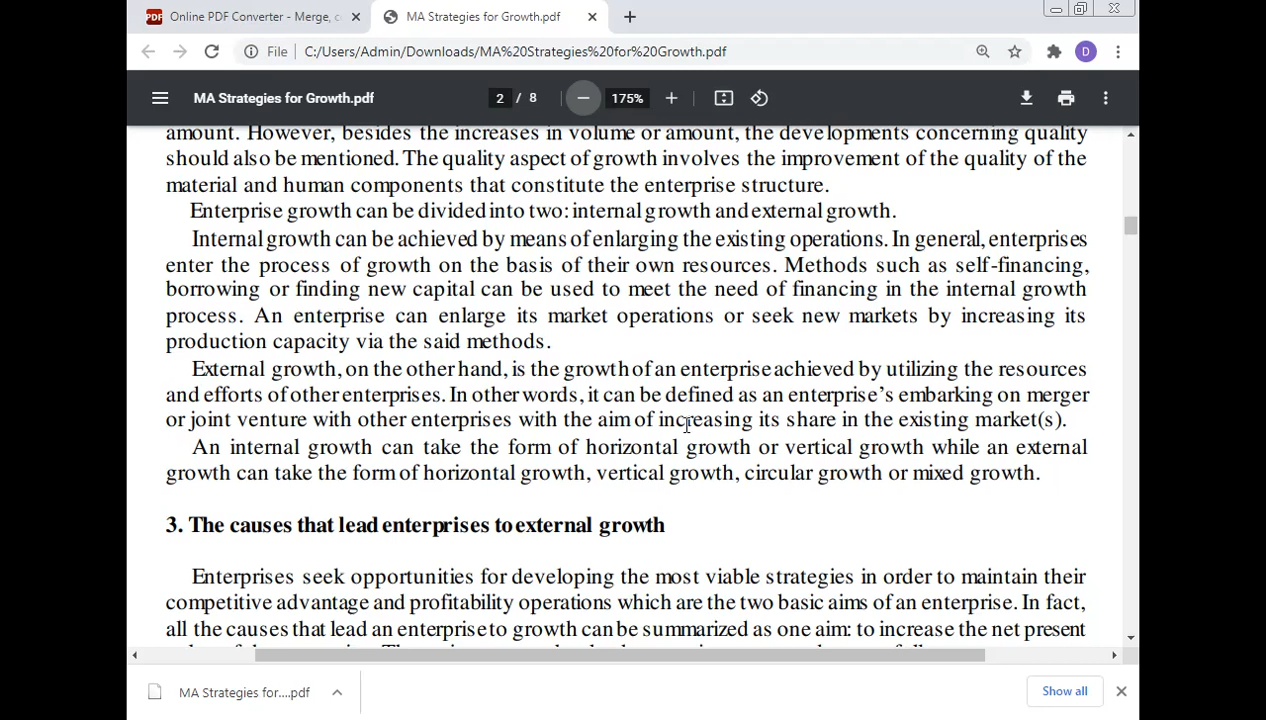 Online PDF Converter - Merge, c
MA Strategies for Growth.pdf
File
C:/Users/Admin/Downloads/MA%20Strategies%20for%20Growth.pdf
D
MA Strategies for Growth.pdf
2 / 8
175%
amount. However, besides the increases in volume or amount, the developments concerning quality
should also be mentioned. The quality aspect of growth involves the improvement of the quality of the
material and human components that constitute the enterprise structure.
Enterprise growth can be divided into two: internal growth and external growth.
Internal growth can be achieved by means of enlarging the existing operations. In general, enterprises
enter the process of growth on the basis of their own resources. Methods such as self-financing,
borrowing or finding new capital can be used to meet the need of financing in the internal growth
process. An enterprise can enlarge its market operations or seek new markets by increasing its
production capacity via the said methods.
External growth, on the other hand, is the growth of an enterprise achieved by utilizing the resources
and efforts of other enterprises. In other words, it can be defined as an enterprise's embarking on merger
or joint venture with other enterprises with the aim of increasing its share in the existing market(s).
An internal growth can take the form of horizontal growth or vertical growth while an external
growth can take the form of horizontal growth, vertical growth, circular growth or mixed growth.
3. The causes that lead enterprises to external growth
Enterprises seek opportunities for developing the most viable strategies in order to maintain their
competitive advantage and profitability operations which are the two basic aims of an enterprise. In fact,
all the causes that lead an enterprise to growth can be summarized as one aim: to increase the net present
MA Strategies for....pdf
Show all